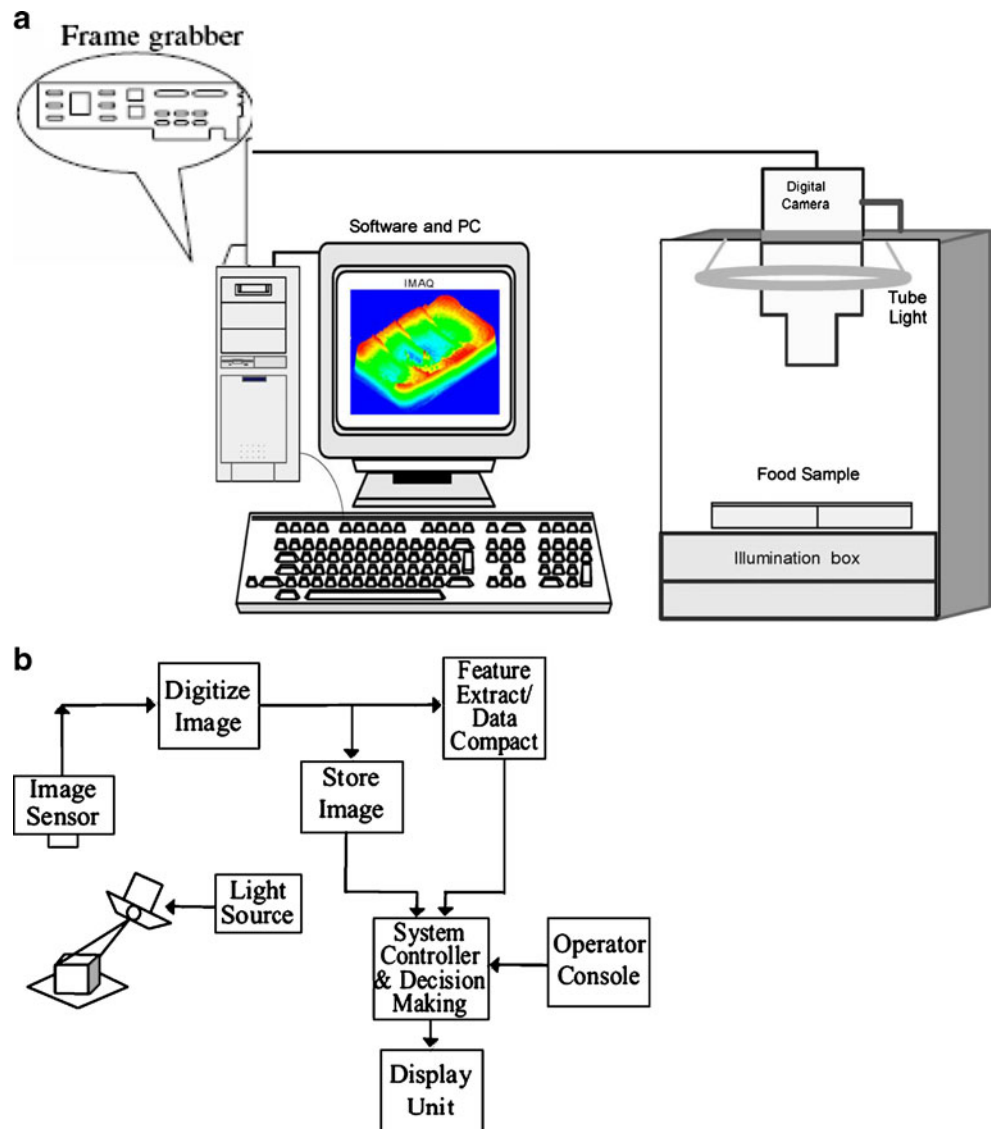 a
Frame grabber
Digital
Camera
Software and PC
IMAQ
Tube
Light
Food Sample
Illumination box
b
Digitize
Image
Feature
Extract/
Data
Compact
Image
Sensor
Store
Image
Light
Source
System
Controller
& Decision
Making
Operator
Console
Display
Unit